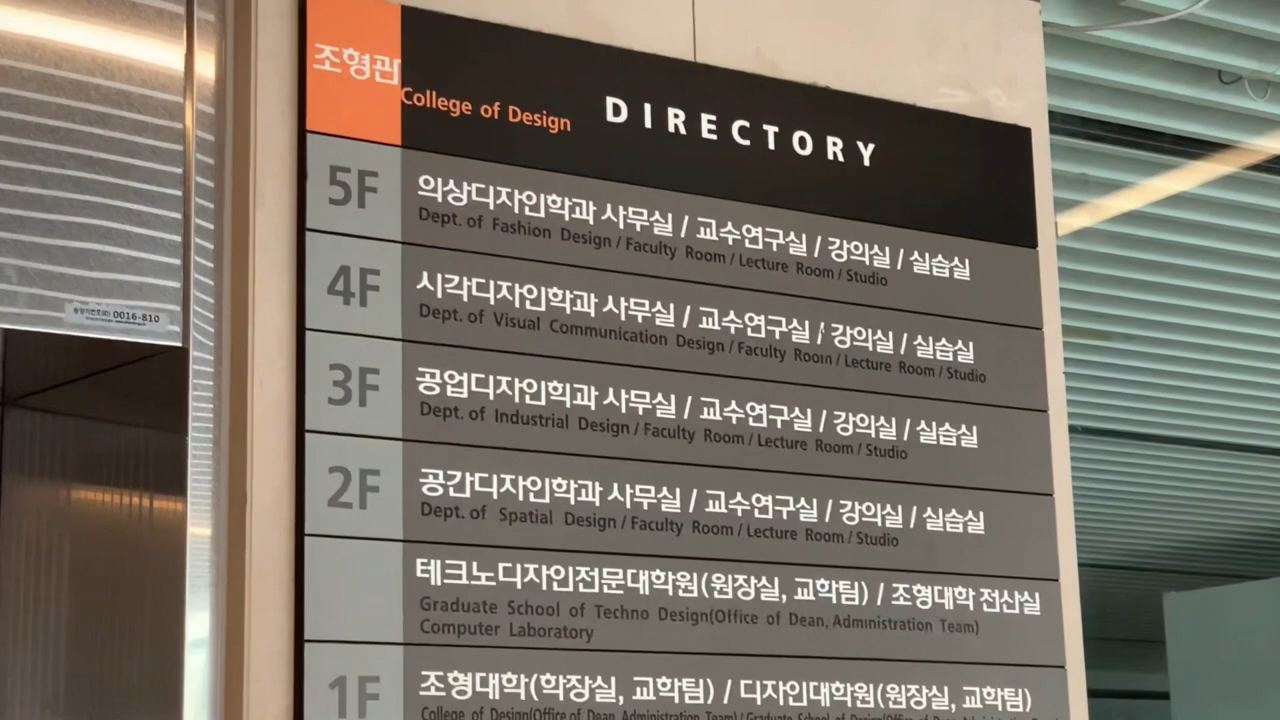 조형관
College of Design
DIRECTORY
5F
의상디자인학과 사무실 / 교수연구실 / 강의실 / 실습실
Dept. of Fashion Design / Faculty Room / Lecture Room / Studio
4F
시각디자인학과 사무실 / 교수연구실 / 강의실 / 실습실
Dept. of Visual Communication Design / Faculty Room / Lecture Room / Studio
3F
공업디자인학과 사무실 / 교수연구실 / 강의실 / 실습실
Dept. of Industrial Design / Faculty Room / Lecture Room / Studio
2F
공간디자인학과 사무실 / 교수연구실 / 강의실 / 실습실
Dept. of Spatial Design / Faculty Room / Lecture Room / Studio
테크노디자인전문대학원(원장실, 교학팀) / 조형대학 전산실
Graduate School of Techno Design(Office of Dean, Administration Team)
Computer Laboratory
1F
조형대학(학장실, 교학팀) / 디자인대학원(원장실, 교학팀)
College of Design(Office of Dean, Administration Team) / Graduate School of Design(Office of Dean, Administration
0016-810